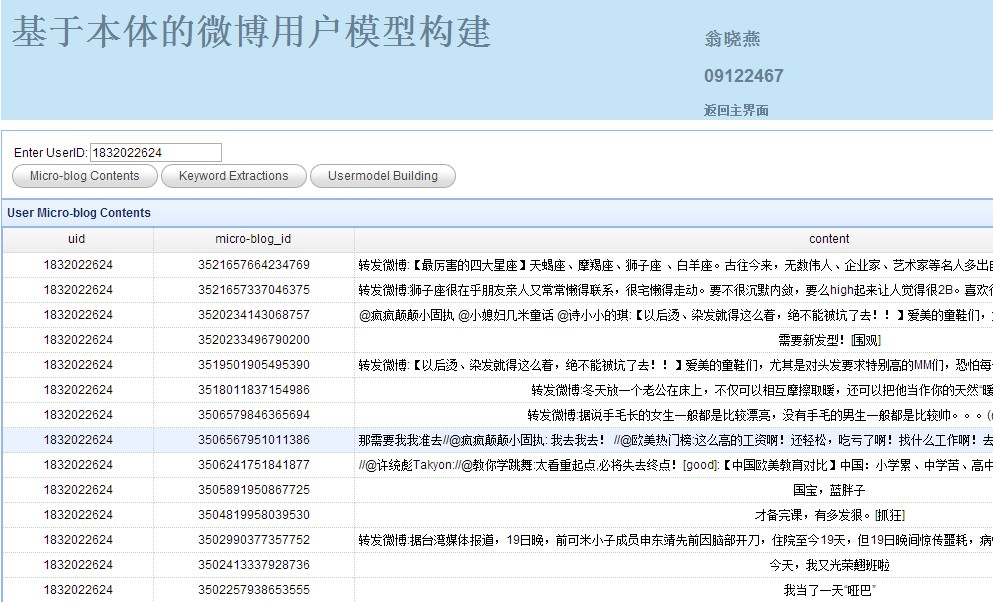 基于本体的微博用户模型构建
翁晓燕
09122467
返回主界面
Enter UserID: 1832022624
Micro-blog Contents Keyword Extractions Usermodel Building
User Micro-blog Contents
uid micro-blog_id content
1832022624 3521657664234769 转发微博:【最厉害的四大星座】天蝎座、摩羯座、狮子座 、白羊座。古往今来，无数伟人、企业家、艺术家等名人多出自
1832022624 3521657337046375 转发微博:狮子座很在乎朋友亲人又常常懒得联系，很宅懒得走动。要不很沉默内敛，要么high起来让人觉得很2B。喜欢
1832022624 3520234143068757 @疯疯颠颠小固执 @小媳妇几米童话 @诗小小的琪:【以后烫、染发就得这么着，绝不能被坑了去！！】爱美的童鞋们，
1832022624 3520233496790200 需要新发型！[围观]
1832022624 3519501905495390 转发微博:【以后烫、染发就得这么着，绝不能被坑了去！！】爱美的童鞋们，尤其是对头发要求特别高的MM们，恐怕每
1832022624 3518011837154986 转发微博:冬天放一个老公在床上，不仅可以相互摩擦取暖，还可以把他当作你的天然“暖
1832022624 3506579846365694 转发微博:据说手毛长的女生一般都是比较漂亮，没有手毛的男生一般都是比较帅。。。(
1832022624 3506567951011386 那需要我我准去//@疯疯颠颠小固执: 我去我去！ //@欧美热门榜:这么高的工资啊！还轻松，吃亏了啊！找什么工作啊！去
1832022624 3506241751841877 //@许统彪Takyon://@教你学跳舞:太看重起点,必将失去终点！[good]:【中国欧美教育对比】中国：小学累、中学苦、高中
1832022624 3505891950867725 国宝，蓝胖子
1832022624 3504819958039530 才备完课，有多发狠。[抓狂]
1832022624 3502990377357752 转发微博:据台湾媒体报道，19日晚，前可米小子成员申东靖先前因脑部开刀，住院至今19天，但19日晚间惊传噩耗，病
1832022624 3502413337928736 今天，我又光荣翘班啦
1832022624 3502257938653555 我当了一天“哑巴”